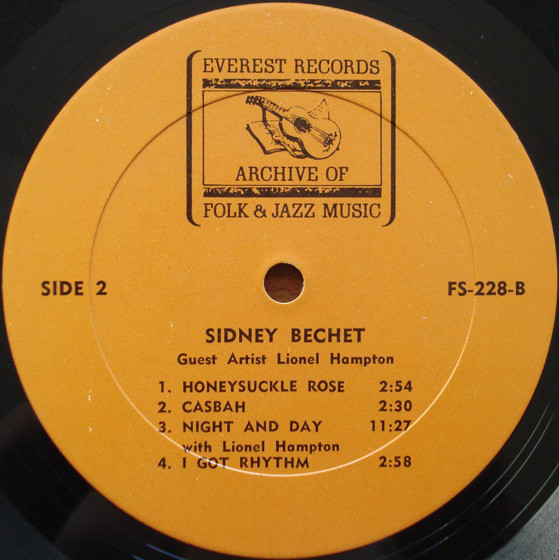 EVEREST RECORDS
ARCHIVE OF
FOLK & JAZZ MUSIC
SIDE 2
FS-228-B
SIDNEY BECHET
Guest Artist Lionel Hampton
1. HONEYSUCKLE ROSE 2:54
2. CASBAH 2:30
3. NIGHT AND DAY 11:27
with Lionel Hampton
4. I GOT RHYTHM 2:58